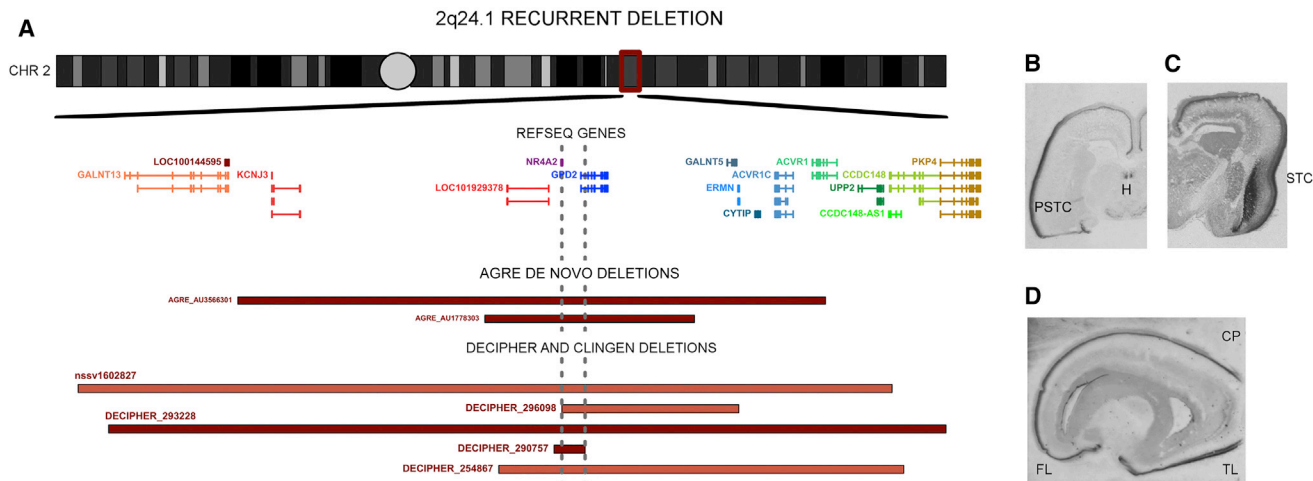 2q24.1 RECURRENT DELETION
A
CHR 2
REFSEQ GENES
LOC100144595
NR4A2
GALNT5
ACVR1
PKP4
GALNT13
KCNJ3
GPD2
ACVR1C
CCDC148
LOC101929378
ERMN
UPP2
CYTIP
CCDC148-AS1
AGRE DE NOVO DELETIONS
AGRE_AU3566301
AGRE_AU1778303
DECIPHER AND CLINGEN DELETIONS
nssv1602827
DECIPHER_296098
DECIPHER_293228
DECIPHER_290757
DECIPHER_254867
B
H
PSTC
C
STC
D
CP
FL
TL